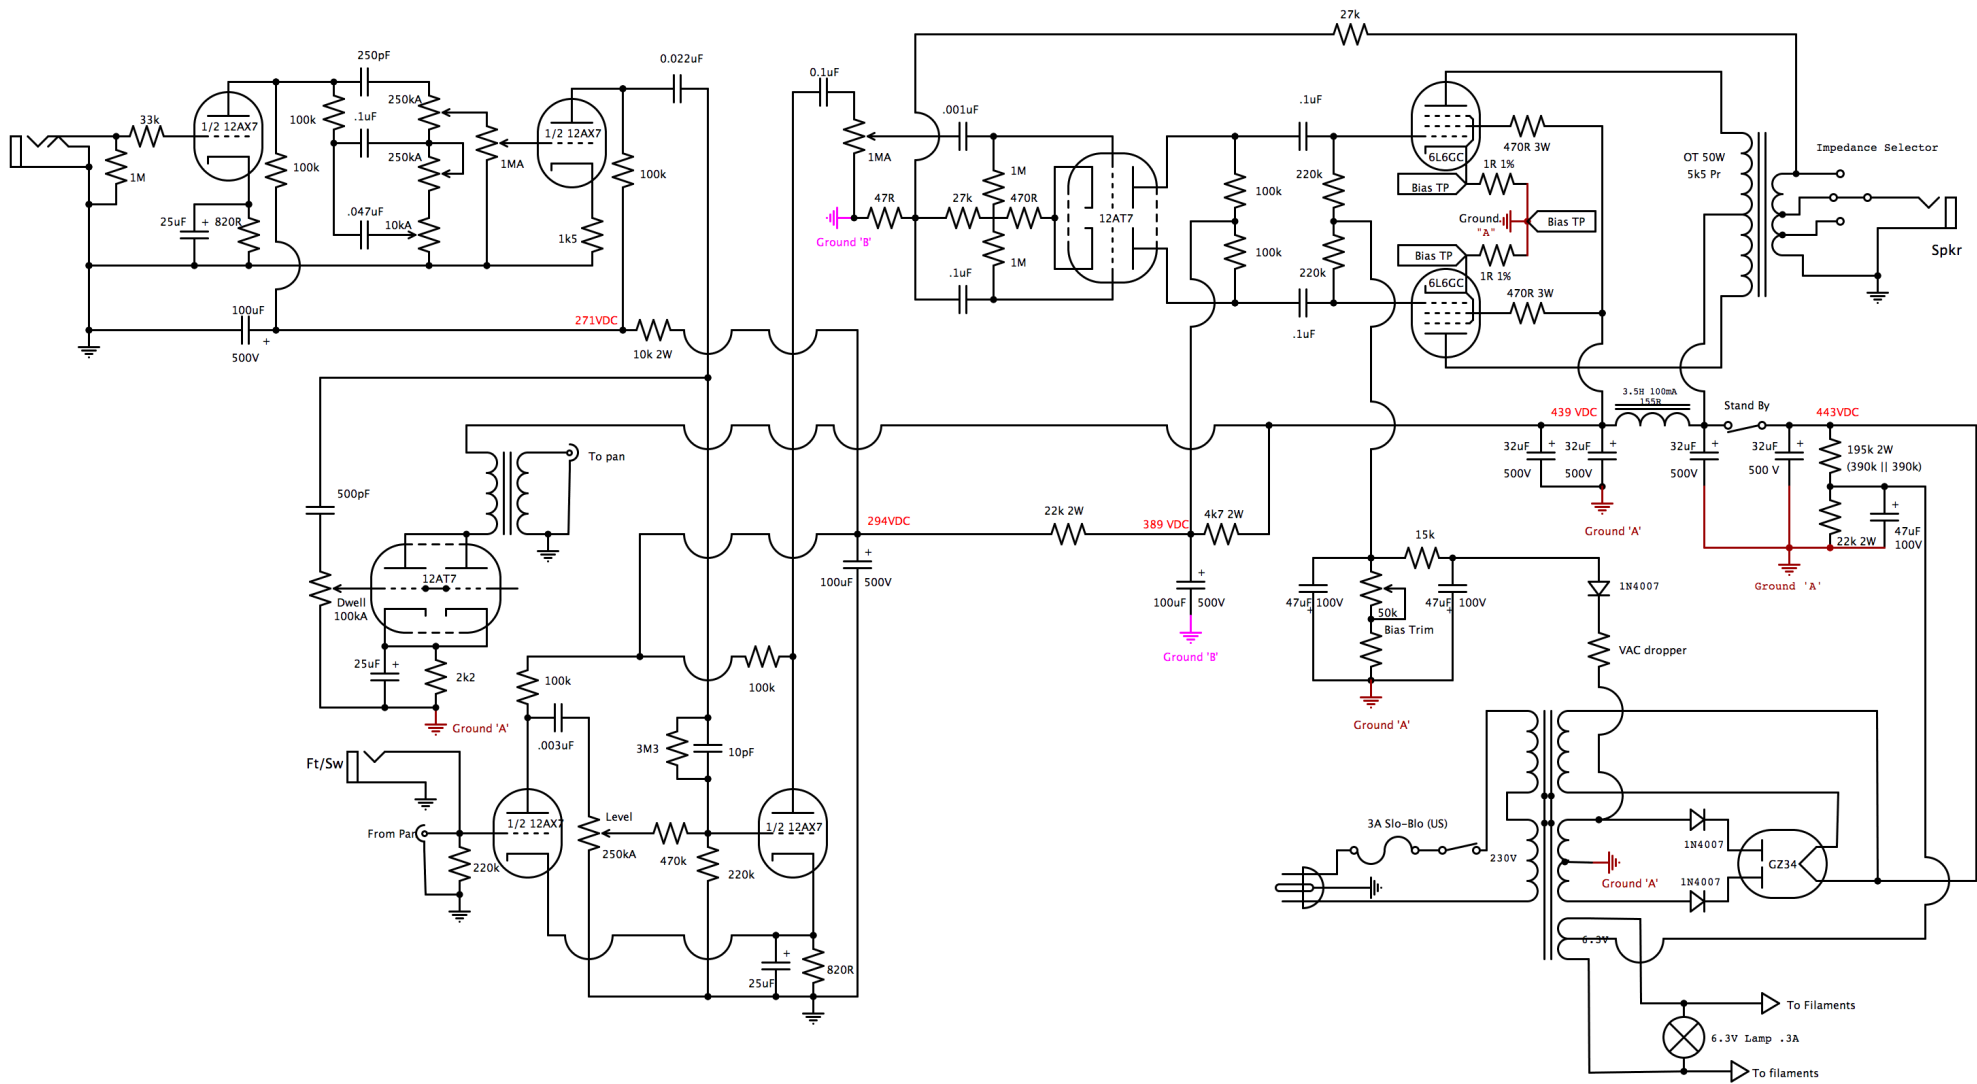 27k
250pF
0.022uF
0.1uF
250kA
33k
1/2 12AX7
100k
.1uF
1/2 12AX7
.001uF
.1uF
6L6GC
470R 3W
OT 50W
5k5 Pr
Impedance Selector
1M
100k
250kA
1MA
100k
1MA
1M
100k
220k
1R 1%
Bias TP
47R
27k
470R
12AT7
Ground
"A"
Bias TP
25uF
+
820R
.047uF
10kA
1k5
Ground 'B'
1M
100k
220k
Bias TP
1R 1%
Spkr
.1uF
6L6GC
470R 3W
100uF
+
500V
271VDC
10k 2W
.1uF
3.5H 100mA
155R
439 VDC
Stand By
443VDC
32uF
+
500V
32uF
+
500V
32uF
+
500V
32uF
+
500 V
195k 2W
(390k || 390k)
To pan
500pF
294VDC
22k 2W
389 VDC
4k7 2W
Ground 'A'
22k 2W
+
47uF
100V
15k
12AT7
Dwell
100kA
+
100uF
500V
+
100uF
500V
47uF
100V
+
50k
Bias Trim
47uF
100V
+
1N4007
Ground 'A'
Ground 'B'
VAC dropper
25uF
+
2k2
100k
100k
Ground 'A'
Ground 'A'
.003uF
3M3
10pF
Ft/Sw
From Pan
1/2 12AX7
Level
1/2 12AX7
3A Slo-Blo (US)
230V
1N4007
GZ34
220k
250kA
470k
220k
Ground 'A'
1N4007
6.3V
+
25uF
820R
To Filaments
6.3V Lamp .3A
To filaments